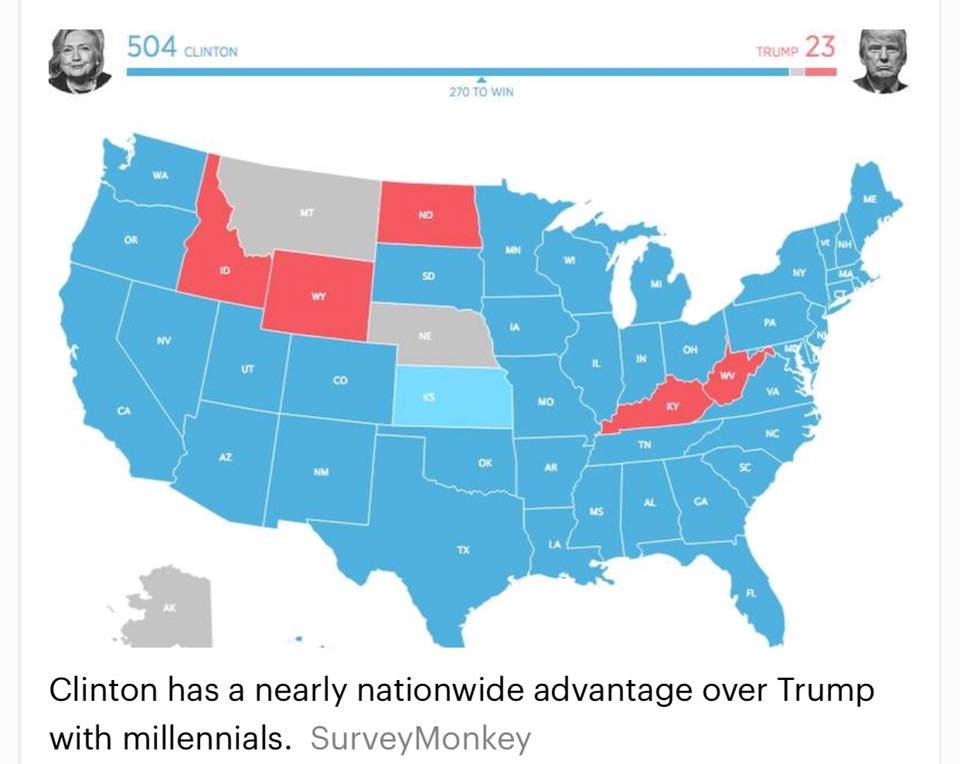 504 CLINTON
TRUMP 23
270 TO WIN
WA
MT
ND
OR
ID
WY
SD
MN
WI
MI
ME
Vt
NH
NY
MA
CT
NV
UT
CO
NE
IA
IL
IN
OH
PA
NJ
MD
WV
VA
CA
KS
MO
KY
NC
TN
AZ
NM
OK
AR
SC
MS
AL
GA
TX
LA
FL
AK
Clinton has a nearly nationwide advantage over Trump
with millennials. SurveyMonkey